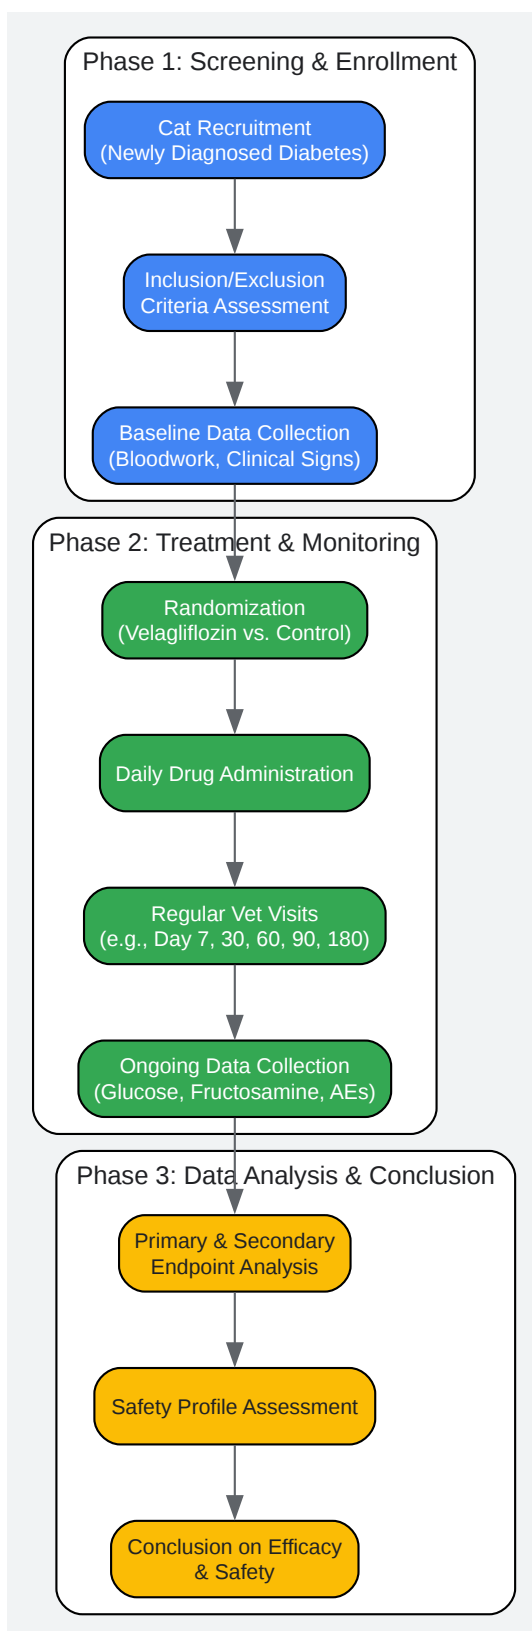 Phase 1: Screening & Enrollment
Cat Recruitment
(Newly Diagnosed Diabetes)
Inclusion/Exclusion
Criteria Assessment
Baseline Data Collection
(Bloodwork, Clinical Signs)
Phase 2: Treatment & Monitoring
Randomization
(Velagliflozin vs. Control)
Daily Drug Administration
Regular Vet Visits
(e.g., Day 7, 30, 60, 90, 180)
Ongoing Data Collection
(Glucose, Fructosamine, AEs)
Phase 3: Data Analysis & Conclusion
Primary & Secondary
Endpoint Analysis
Safety Profile Assessment
Conclusion on Efficacy
& Safety